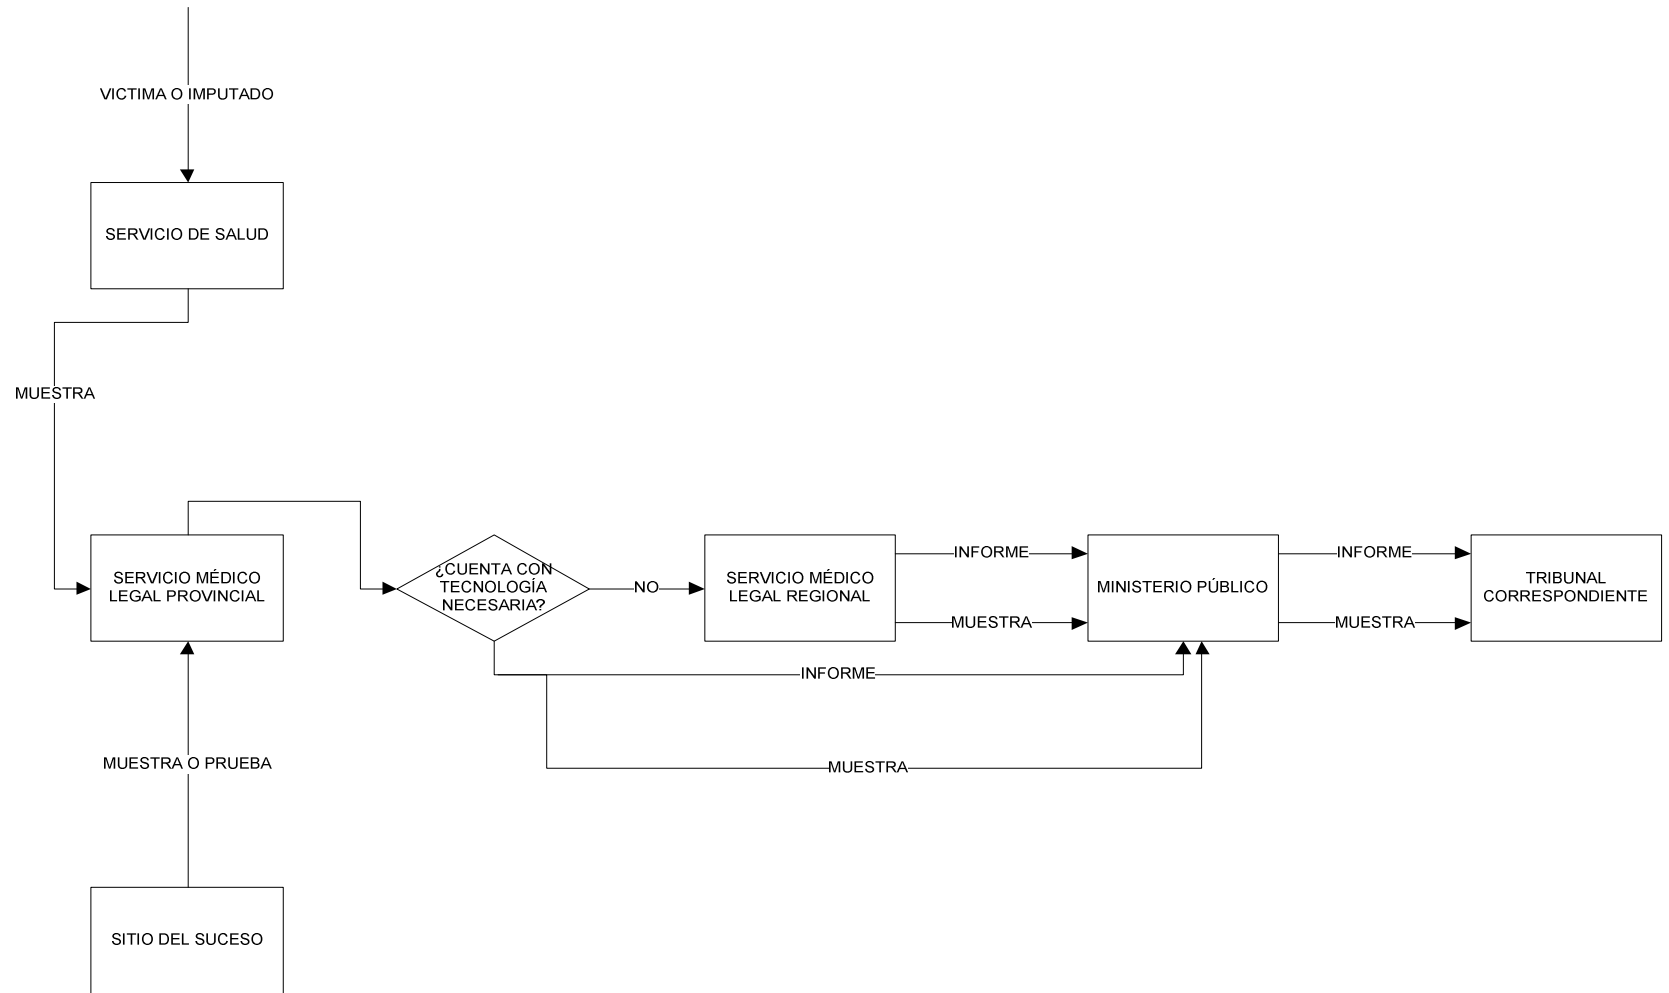 VICTIMA O IMPUTADO
SERVICIO DE SALUD
MUESTRA
SERVICIO MÉDICO
LEGAL PROVINCIAL
¿CUENTA CON
TECNOLOGÍA
NECESARIA?
NO
SERVICIO MÉDICO
LEGAL REGIONAL
INFORME
MUESTRA
MINISTERIO PÚBLICO
INFORME
MUESTRA
TRIBUNAL
CORRESPONDIENTE
INFORME
MUESTRA
MUESTRA O PRUEBA
SITIO DEL SUCESO